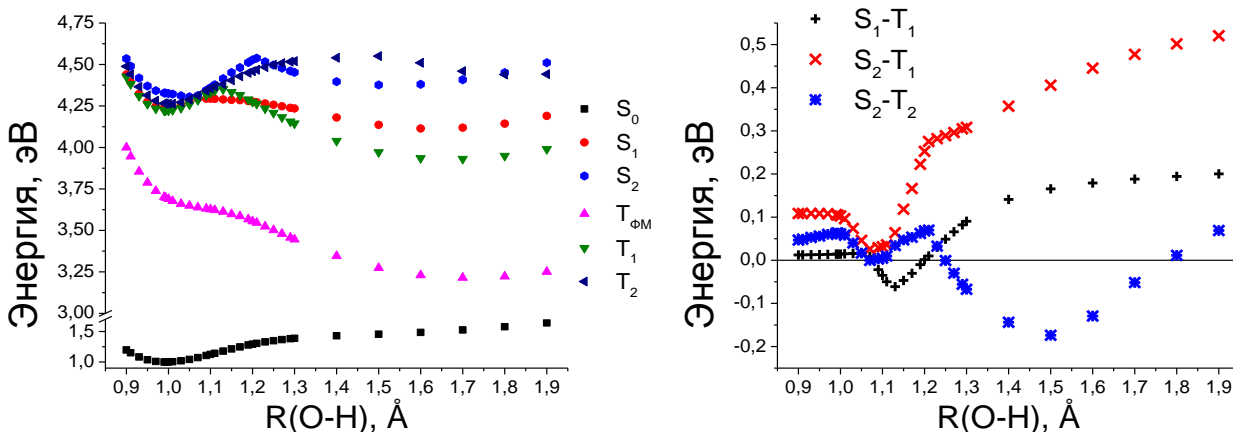 4,75
4,50
4,25
4,00
3,75
3,50
3,25
3,00
1,5
1,0
Энергия, эВ
0,9 1,0 1,1 1,2 1,3 1,4 1,5 1,6 1,7 1,8 1,9
R(O-H), Å
S0
S1
S2
TФМ
T1
T2
S1-T1
S2-T1
S2-T2
0,5
0,4
0,3
0,2
0,1
0,0
-0,1
-0,2
Энергия, эВ
0,9 1,0 1,1 1,2 1,3 1,4 1,5 1,6 1,7 1,8 1,9
R(O-H), Å